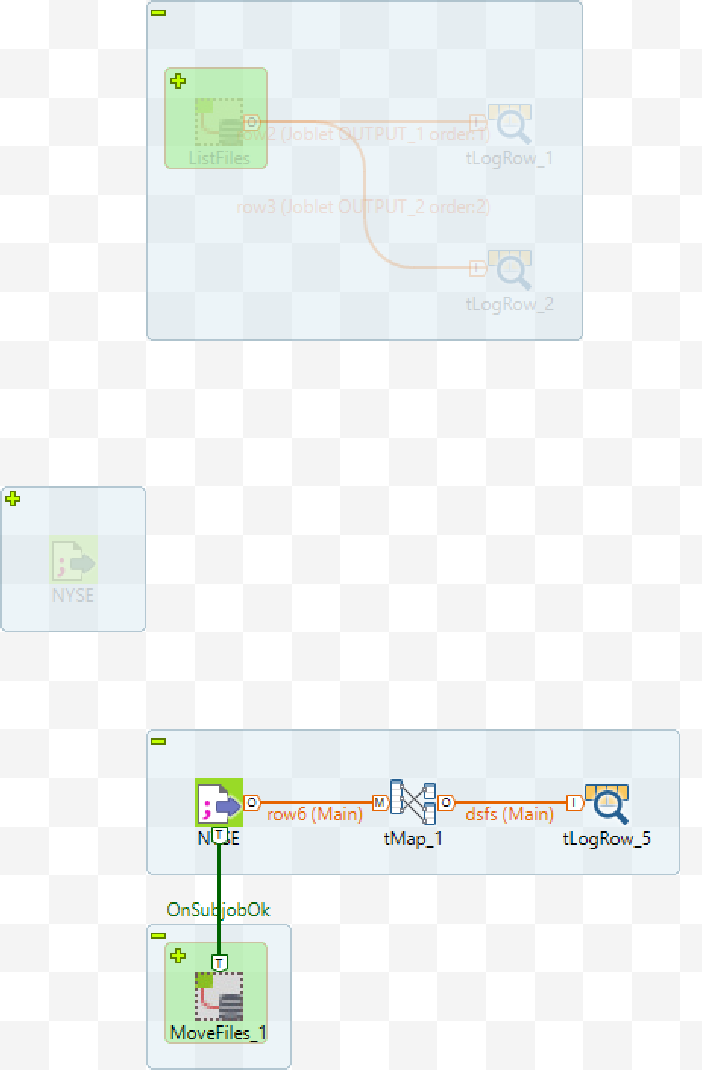 ListFiles
row2 (Joblet OUTPUT_1 order:1)
tLogRow_1
row3 (Joblet OUTPUT_2 order:2)
tLogRow_2
NYSE
NYSE
row6 (Main)
tMap_1
dsfs (Main)
tLogRow_5
O
I
I
O
M
O
I
T
OnSubjobOk
T
MoveFiles_1